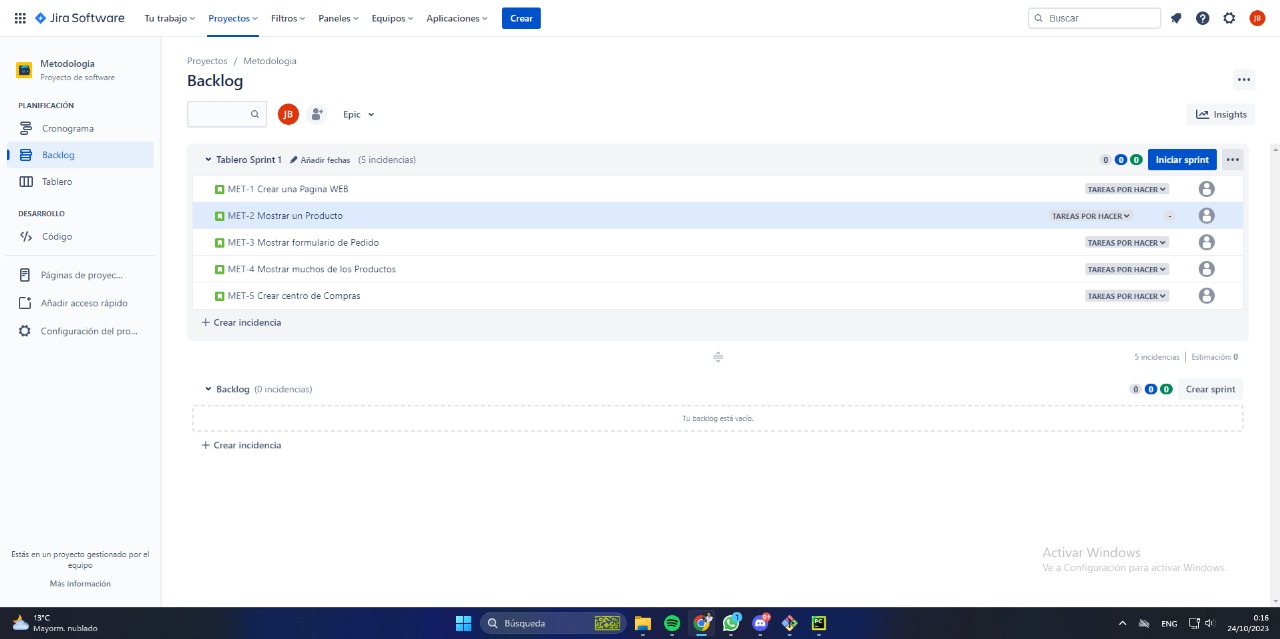 Jira Software Tu trabajo Proyectos Filtros Paneles Equipos Aplicaciones Crear Buscar JB
Metodologia
Proyecto de software
PLANIFICACIÓN
Cronograma
Backlog
Tablero
DESARROLLO
Código
Páginas de proyec...
Añadir acceso rápido
Configuración del pro...
Estás en un proyecto gestionado por el
equipo
Más información
Proyectos / Metodologia
Backlog
JB Epic Insights
Tablero Sprint 1 Añadir fechas (5 incidencias) 0 0 0 Iniciar sprint
MET-1 Crear una Pagina WEB TAREAS POR HACER
MET-2 Mostrar un Producto TAREAS POR HACER -
MET-3 Mostrar formulario de Pedido TAREAS POR HACER
MET-4 Mostrar muchos de los Productos TAREAS POR HACER
MET-5 Crear centro de Compras TAREAS POR HACER
+ Crear incidencia
5 incidencias | Estimación: 0
Backlog (0 incidencias) 0 0 0 Crear sprint
Tu backlog está vacío.
+ Crear incidencia
Activar Windows
Ve a Configuración para activar Windows.
13°C
Mayorm. nublado
Búsqueda
ENG
0:16
24/10/2023